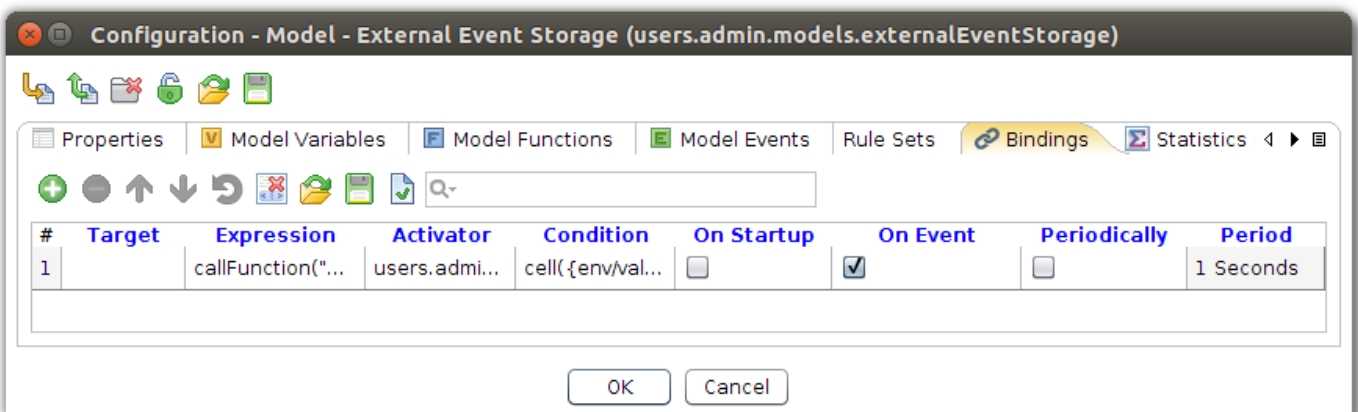 Configuration - Model - External Event Storage (users.admin.models.externalEventStorage)
Properties V Model Variables F Model Functions E Model Events Rule Sets Bindings Σ Statistics
# Target Expression Activator Condition On Startup On Event Periodically Period
1 callFunction("... users.admi... cell({env/val... 1 Seconds
OK Cancel